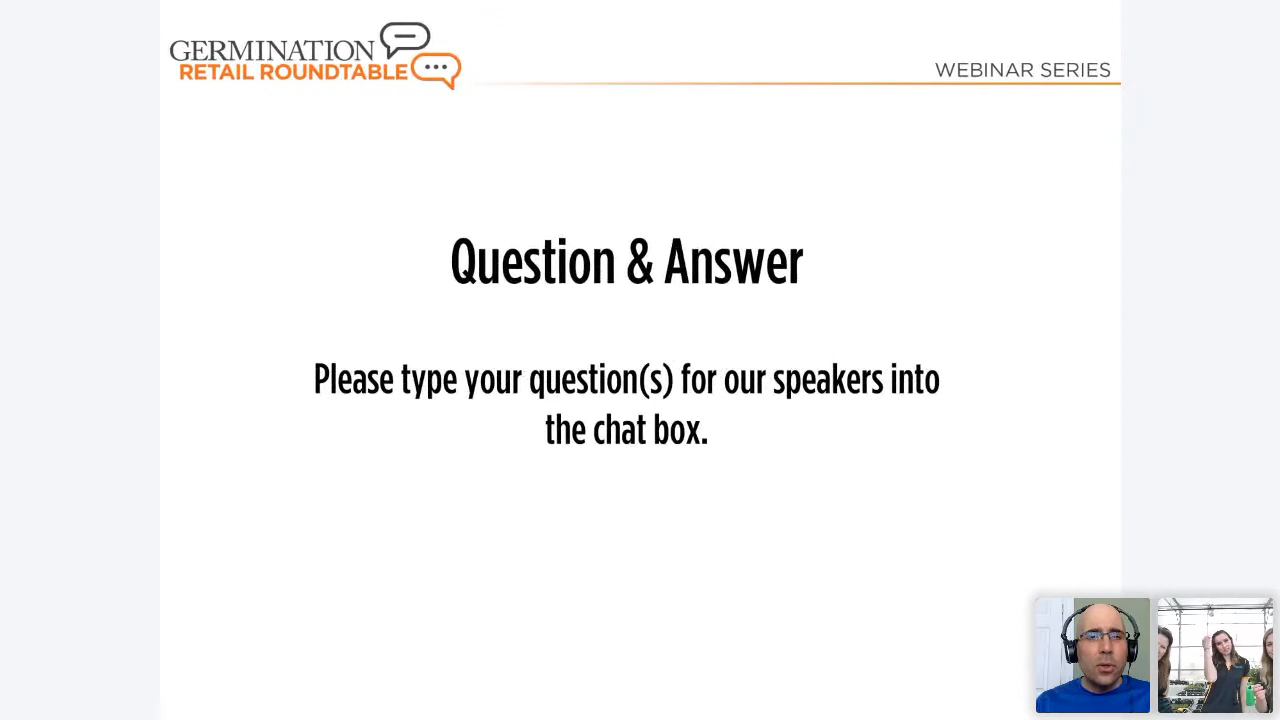 GERMINATION
RETAIL ROUNDTABLE
WEBINAR SERIES
Question & Answer
Please type your question(s) for our speakers into
the chat box.